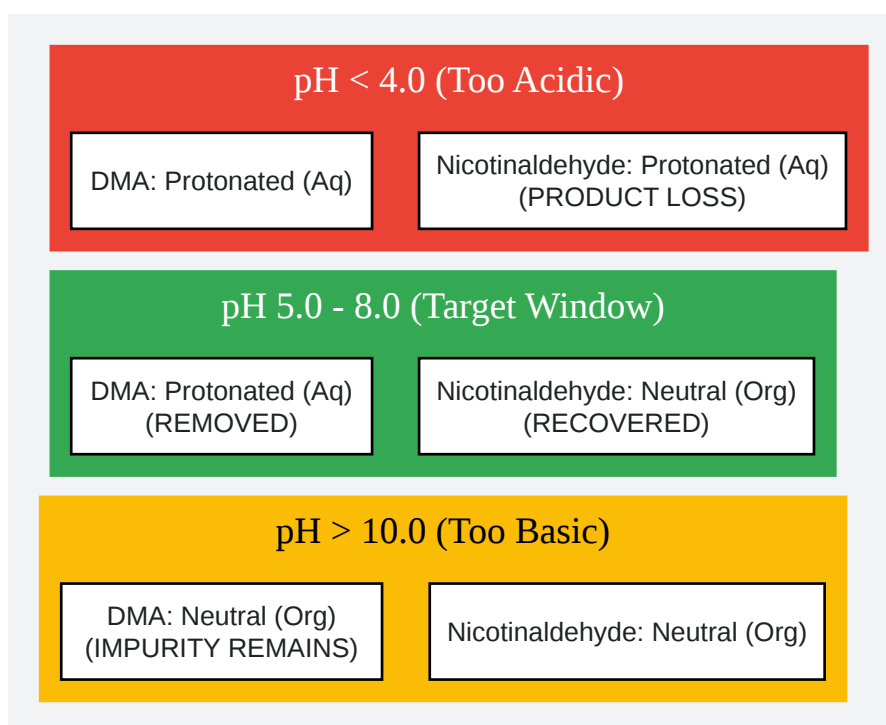 pH < 4.0 (Too Acidic)
DMA: Protonated (Aq)
Nicotinaldehyde: Protonated (Aq)
(PRODUCT LOSS)
pH 5.0 - 8.0 (Target Window)
DMA: Protonated (Aq)
(REMOVED)
Nicotinaldehyde: Neutral (Org)
(RECOVERED)
pH > 10.0 (Too Basic)
DMA: Neutral (Org)
(IMPURITY REMAINS)
Nicotinaldehyde: Neutral (Org)